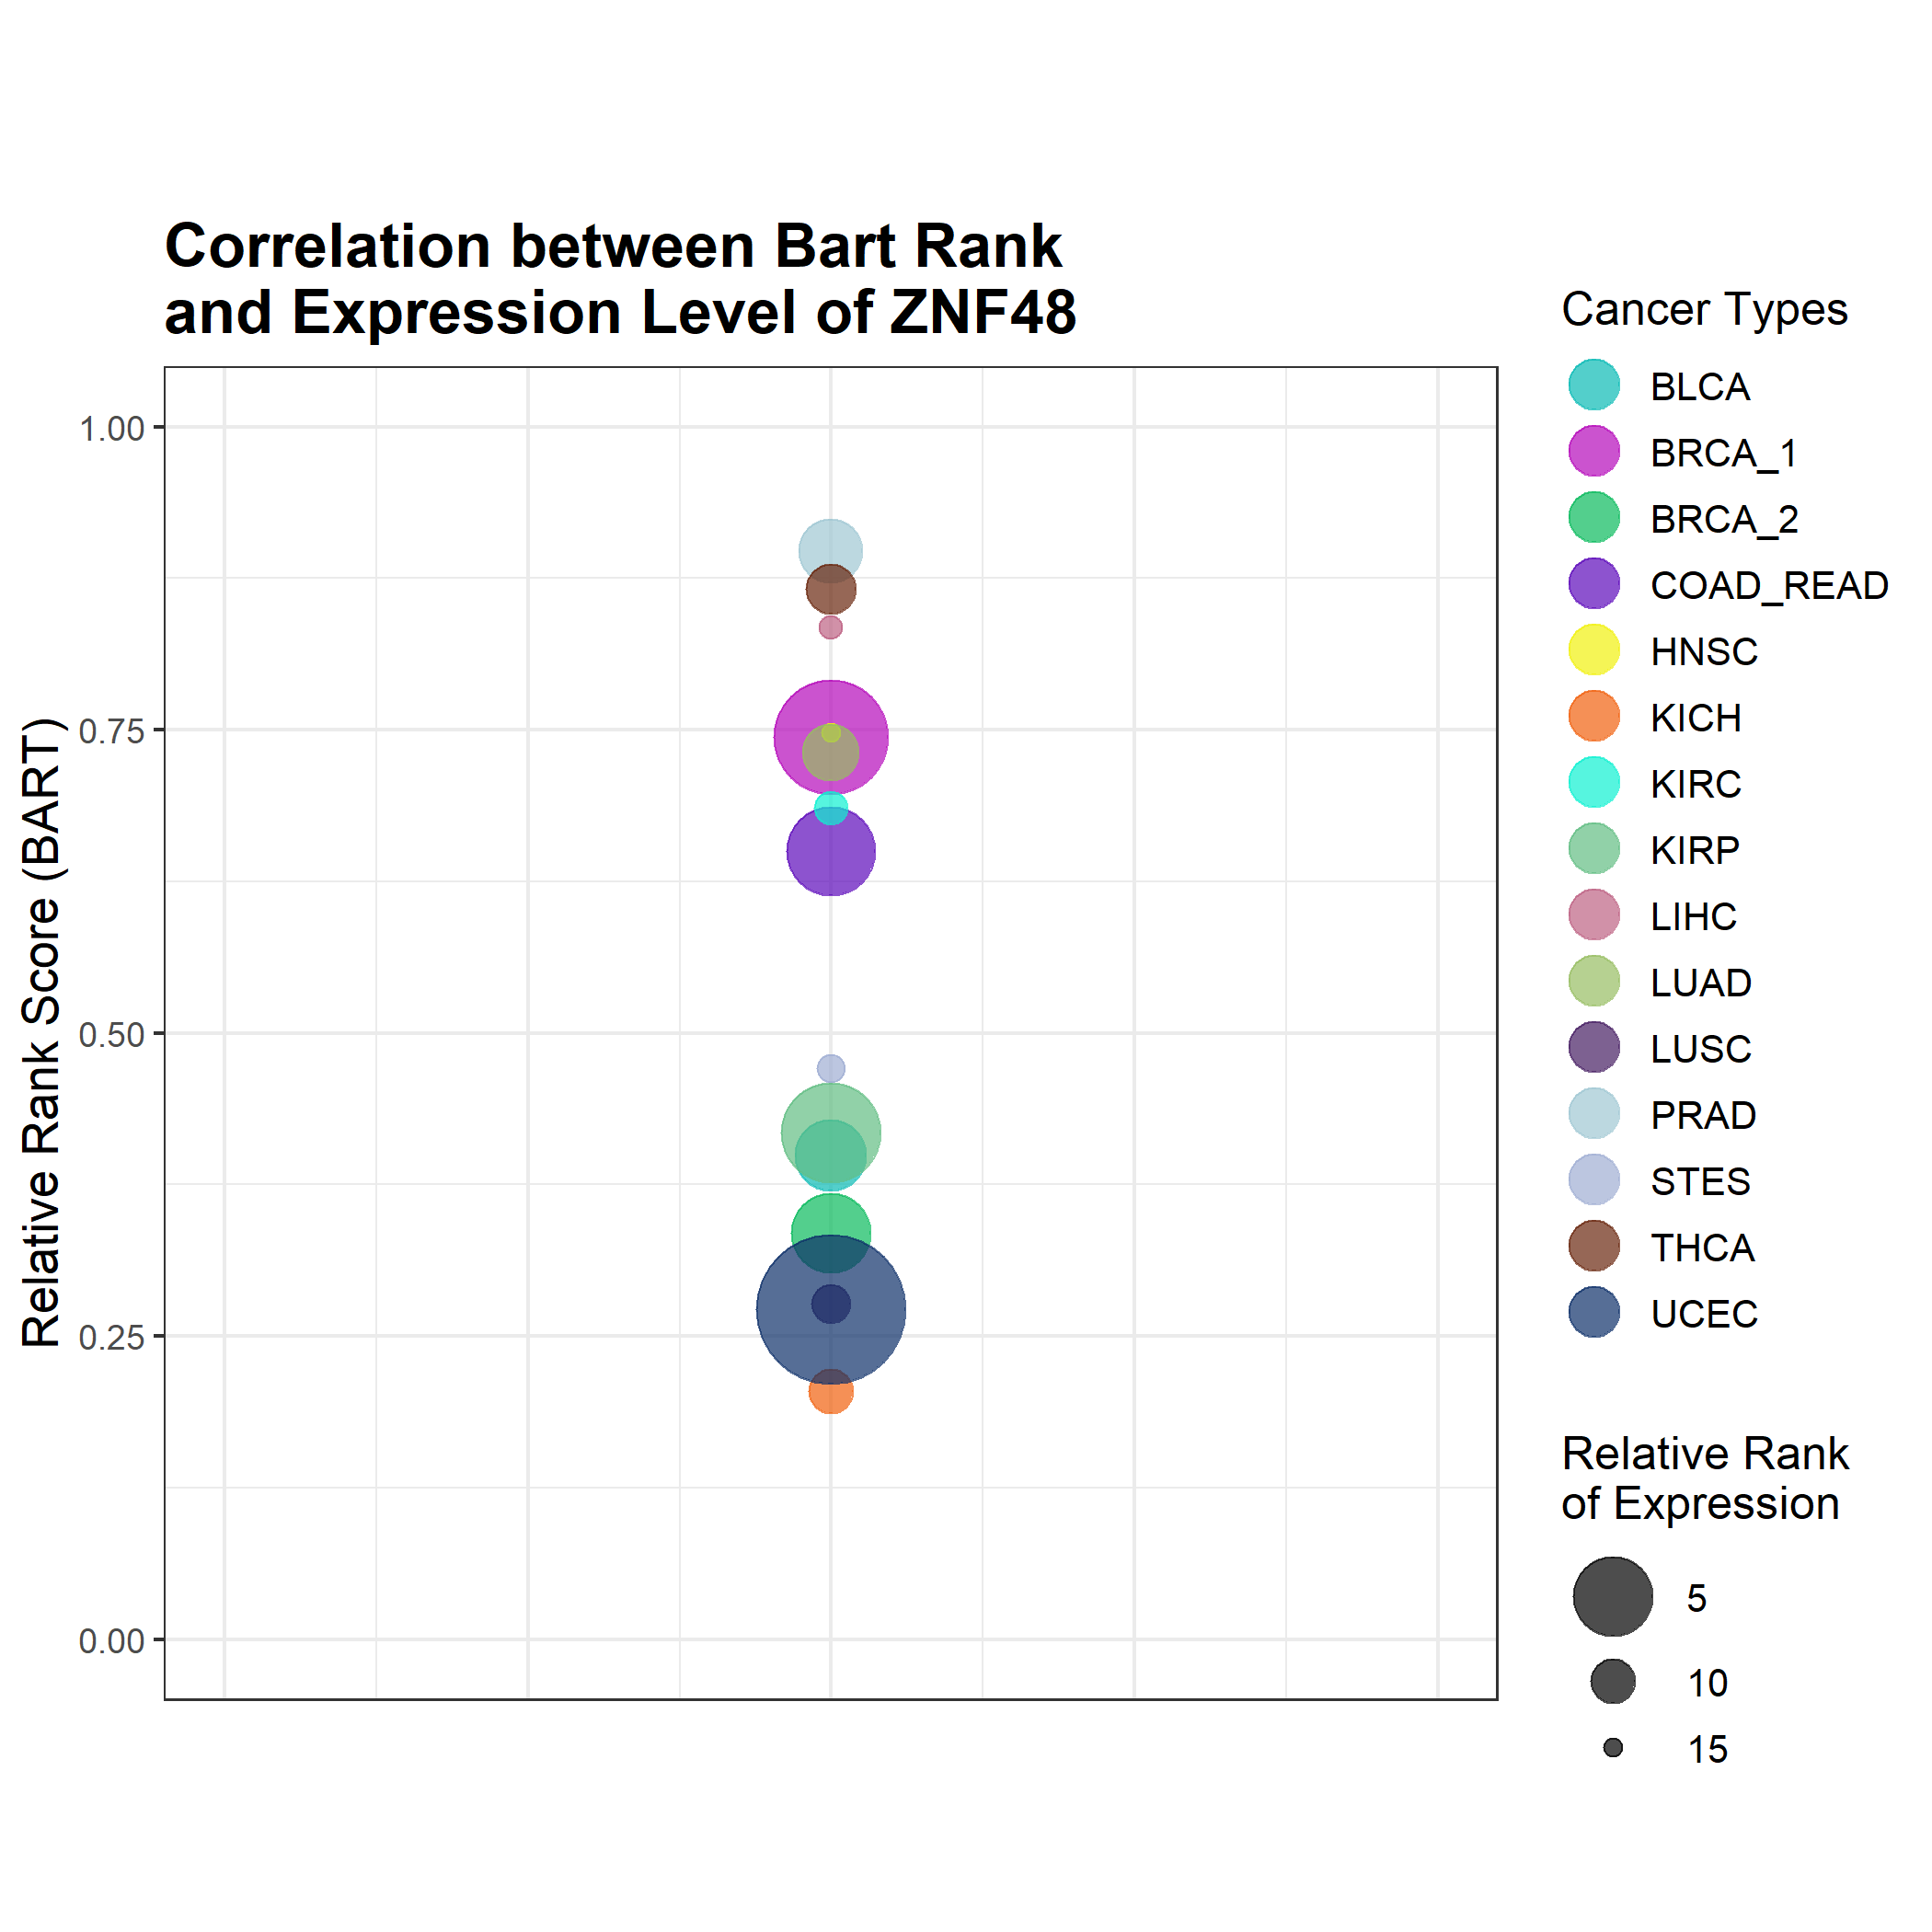 Correlation between Bart Rank
and Expression Level of ZNF48
Relative Rank Score (BART)
1.00
0.75
0.50
0.25
0.00
Cancer Types
BLCA
BRCA_1
BRCA_2
COAD_READ
HNSC
KICH
KIRC
KIRP
LIHC
LUAD
LUSC
PRAD
STES
THCA
UCEC
Relative Rank
of Expression
5
10
15